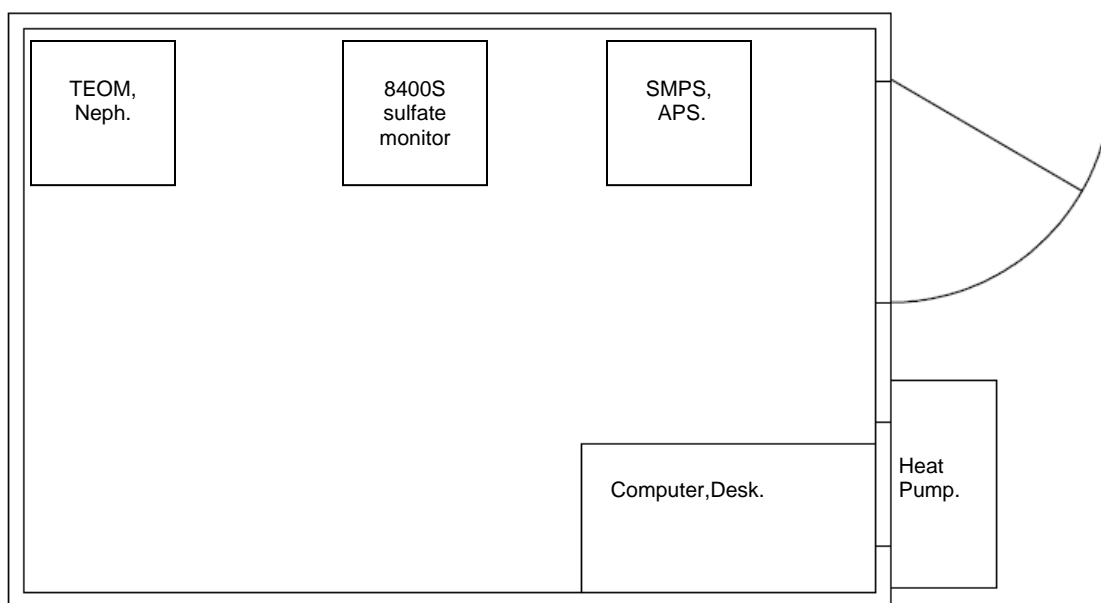 TEOM,
Neph.
8400S
sulfate
monitor
SMPS,
APS.
Computer,Desk.
Heat
Pump.